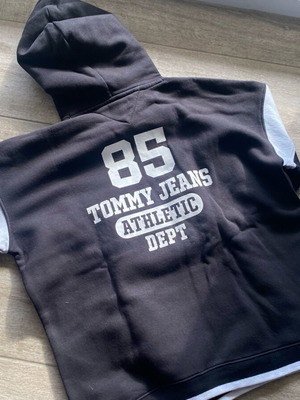 85
TOMMY JEANS
ATHLETIC
DEPT